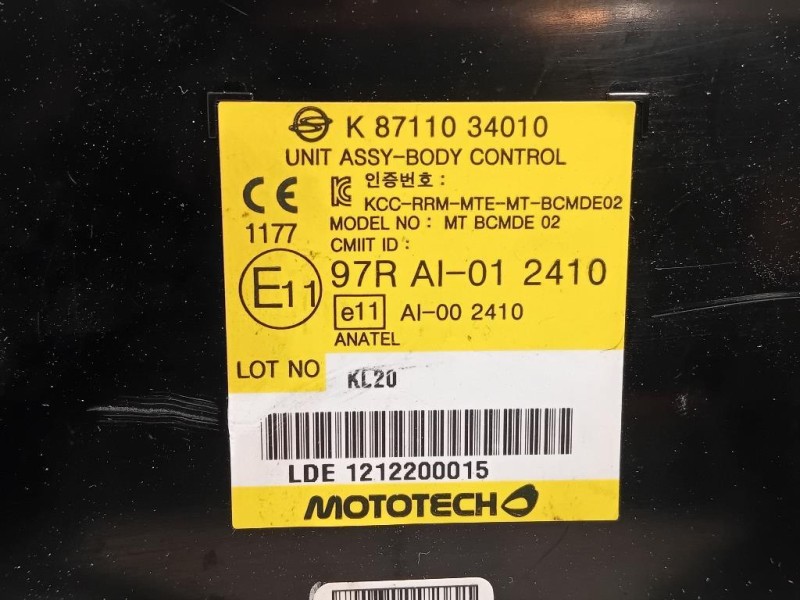 K 87110 34010
UNIT ASSY-BODY CONTROL
CE
1177
인증번호 :
KCC-RRM-MTE-MT-BCMDE02
MODEL NO : MT BCMDE 02
CMIIT ID :
E11
97R AI-01 2410
e11 AI-00 2410
ANATEL
LOT NO
KL20
LDE 1212200015
MOTOTECH